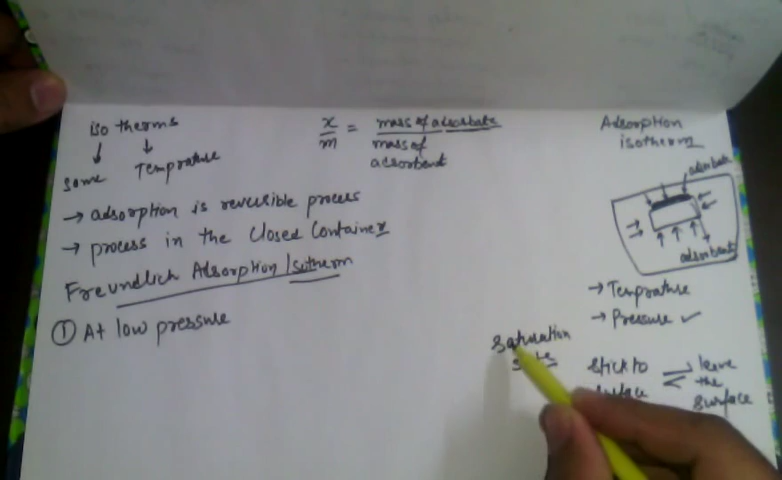 iso therms
some Temprature
→ adsorption is reversible process
→ process in the Closed Container
Freundlich Adsorption Isotherm
① At low pressure
x/m = mass of adsorbate / mass of adsorbent
Adsorption
isotherm
adsorbate
adsorbent
→ Temprature
→ Pressure ✓
Saturation
stick to ⇌ leave
the
surface